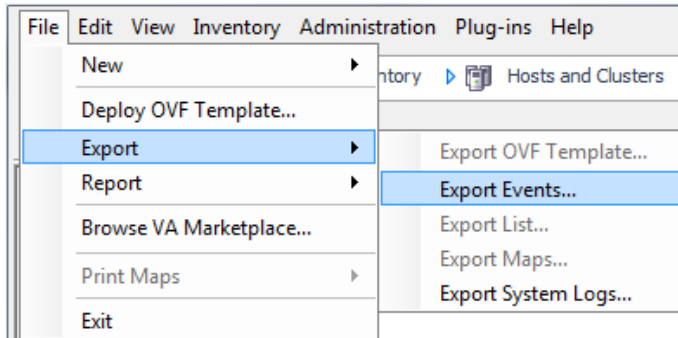 File Edit View Inventory Administration Plug-ins Help
New
ntory Hosts and Clusters
Deploy OVF Template...
Export
Export OVF Template...
Report
Export Events...
Browse VA Marketplace...
Export List...
Print Maps
Export Maps...
Export System Logs...
Exit